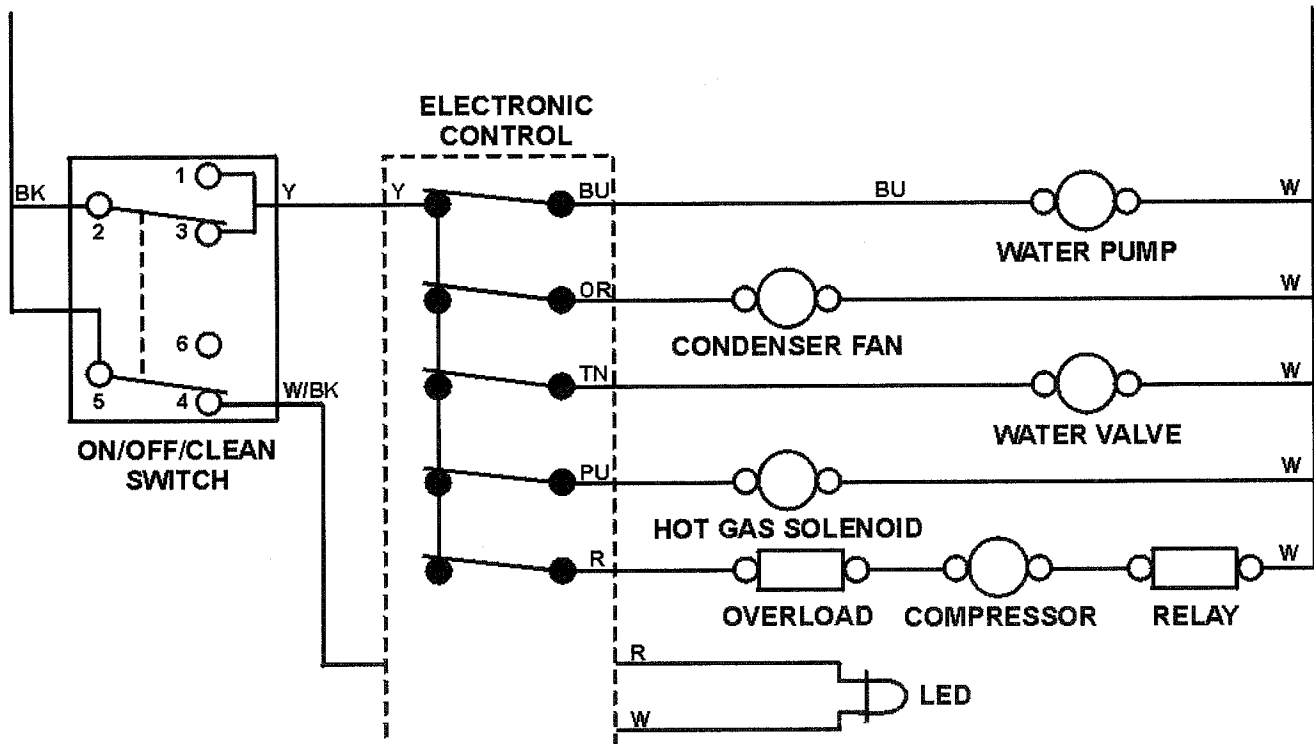 ELECTRONIC
CONTROL
BK
1
2
3
Y
Y
BU
BU
W
WATER PUMP
OR
W
CONDENSER FAN
6
5
4
W/BK
TN
W
WATER VALVE
ON/OFF/CLEAN
SWITCH
PU
W
HOT GAS SOLENOID
R
W
OVERLOAD
COMPRESSOR
RELAY
R
LED
W